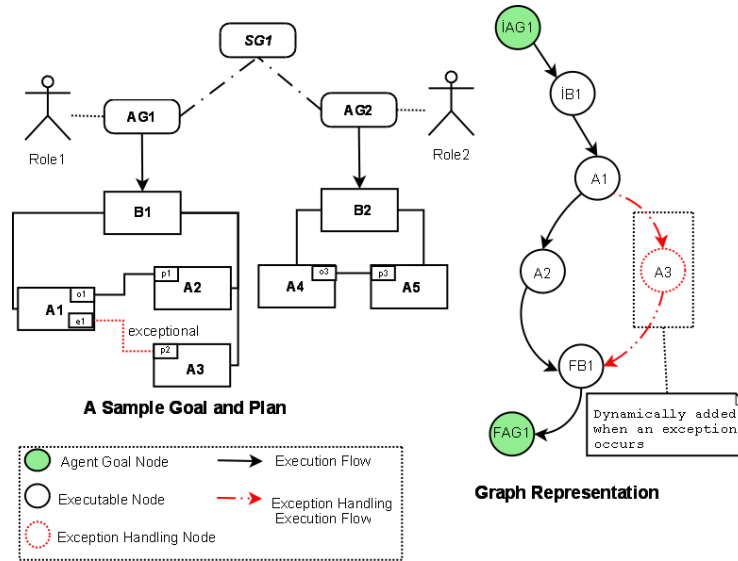 SG1
AG1
AG2
Role1
Role2
B1
B2
A1
o1
e1
p1
A2
exceptional
p2
A3
A4
o3
p3
A5
A Sample Goal and Plan
İAG1
İB1
A1
A2
A3
FB1
FAG1
Dynamically added
when an exception
occurs
Graph Representation
Agent Goal Node
Execution Flow
Executable Node
Exception Handling
Execution Flow
Exception Handling Node